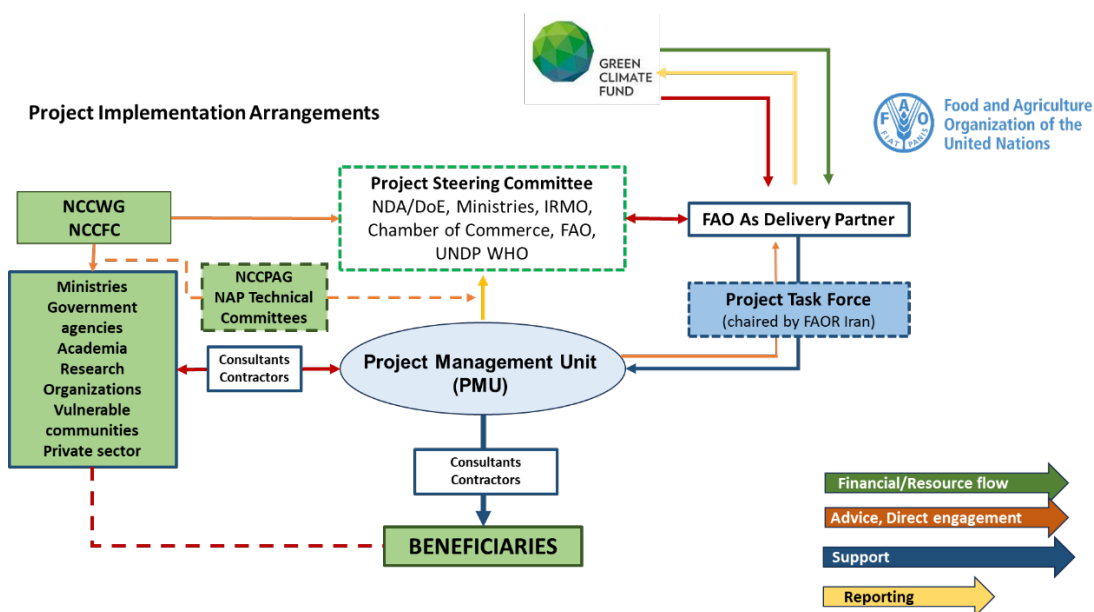 GREEN
CLIMATE
FUND
Project Implementation Arrangements
F A O
FIAT PANIS
Food and Agriculture
Organization of the
United Nations
NCCWG
NCCFC
Project Steering Committee
NDA/DoE, Ministries, IRMO,
Chamber of Commerce, FAO,
UNDP WHO
FAO As Delivery Partner
Ministries
Government
agencies
Academia
Research
Organizations
Vulnerable
communities
Private sector
NCCPAG
NAP Technical
Committees
Project Task Force
(chaired by FAOR Iran)
Consultants
Contractors
Project Management Unit
(PMU)
Consultants
Contractors
BENEFICIARIES
Financial/Resource flow
Advice, Direct engagement
Support
Reporting